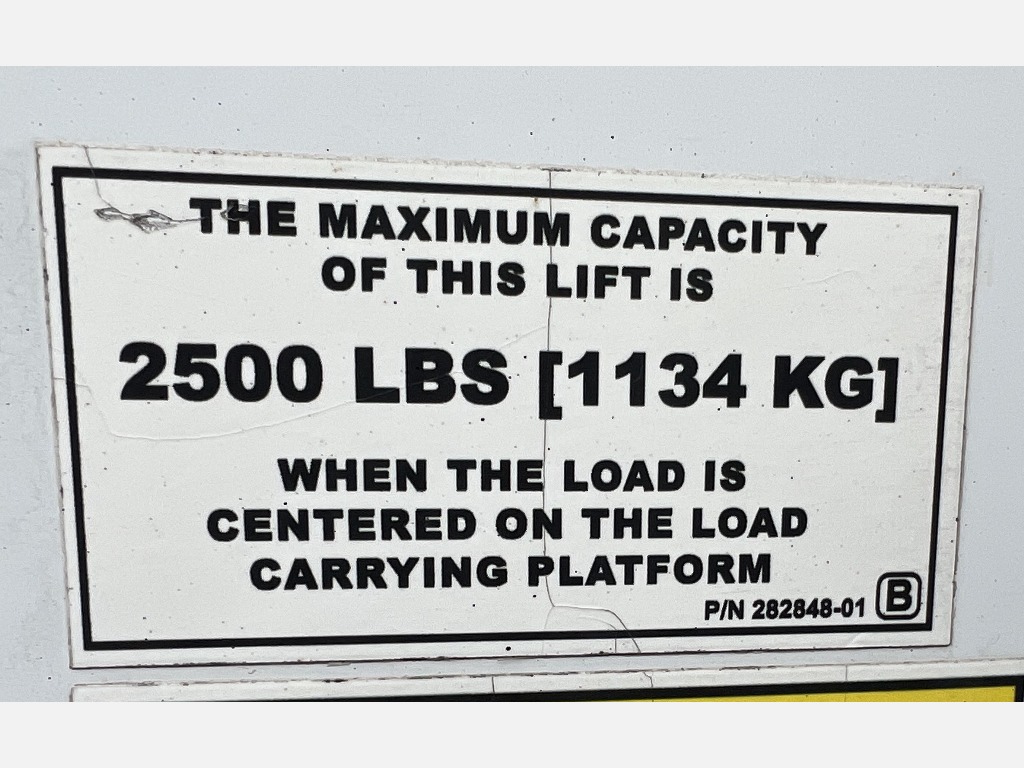 THE MAXIMUM CAPACITY
OF THIS LIFT IS
2500 LBS [1134 KG]
WHEN THE LOAD IS
CENTERED ON THE LOAD
CARRYING PLATFORM
P/N 282848-01 B